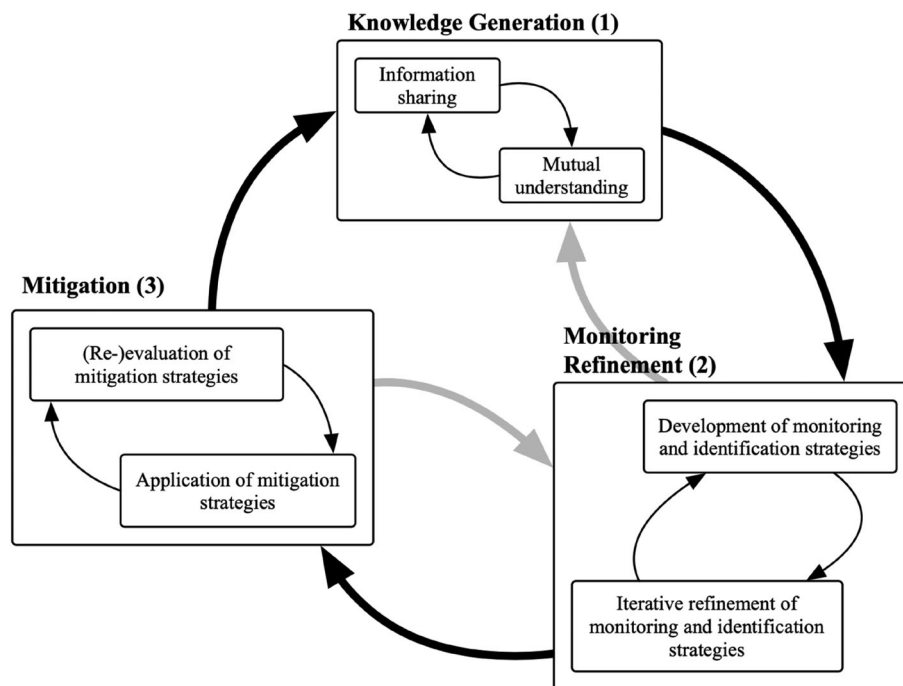 Knowledge Generation (1)
Information
sharing
Mutual
understanding
Mitigation (3)
(Re-)evaluation of
mitigation strategies
Application of mitigation
strategies
Monitoring
Refinement (2)
Development of monitoring
and identification strategies
Iterative refinement of
monitoring and identification
strategies